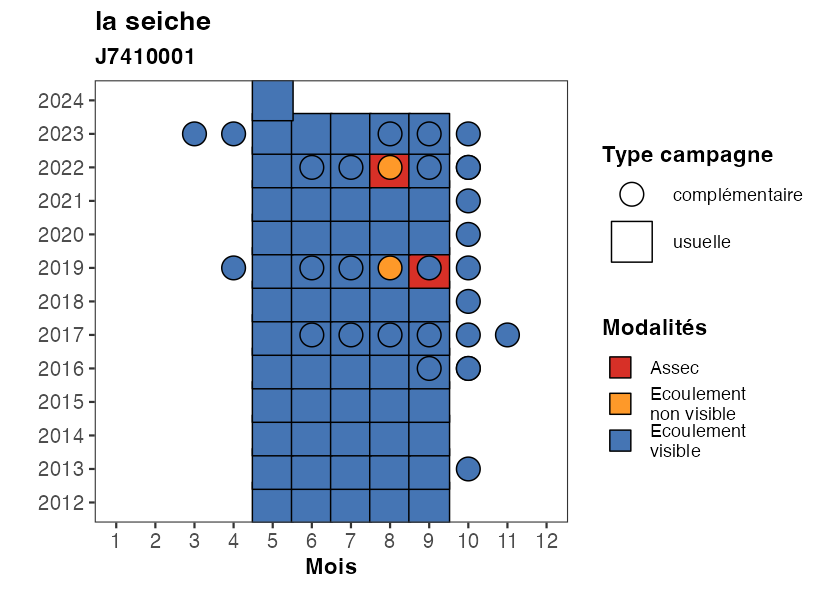 la seiche
J7410001
2024
2023
2022
2021
2020
2019
2018
2017
2016
2015
2014
2013
2012
1 2 3 4 5 6 7 8 9 10 11 12
Mois
Type campagne
complémentaire
usuelle
Modalités
Assec
Ecoulement
non visible
Ecoulement
visible